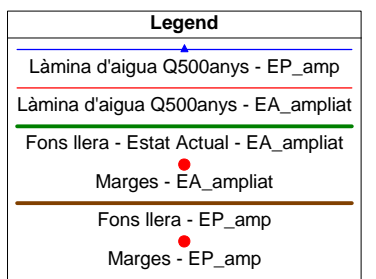 Legend
Làmina d'aigua Q500anys - EP_amp
Làmina d'aigua Q500anys - EA_ampliat
Fons llera - Estat Actual - EA_ampliat
Marges - EA_ampliat
Fons llera - EP_amp
Marges - EP_amp